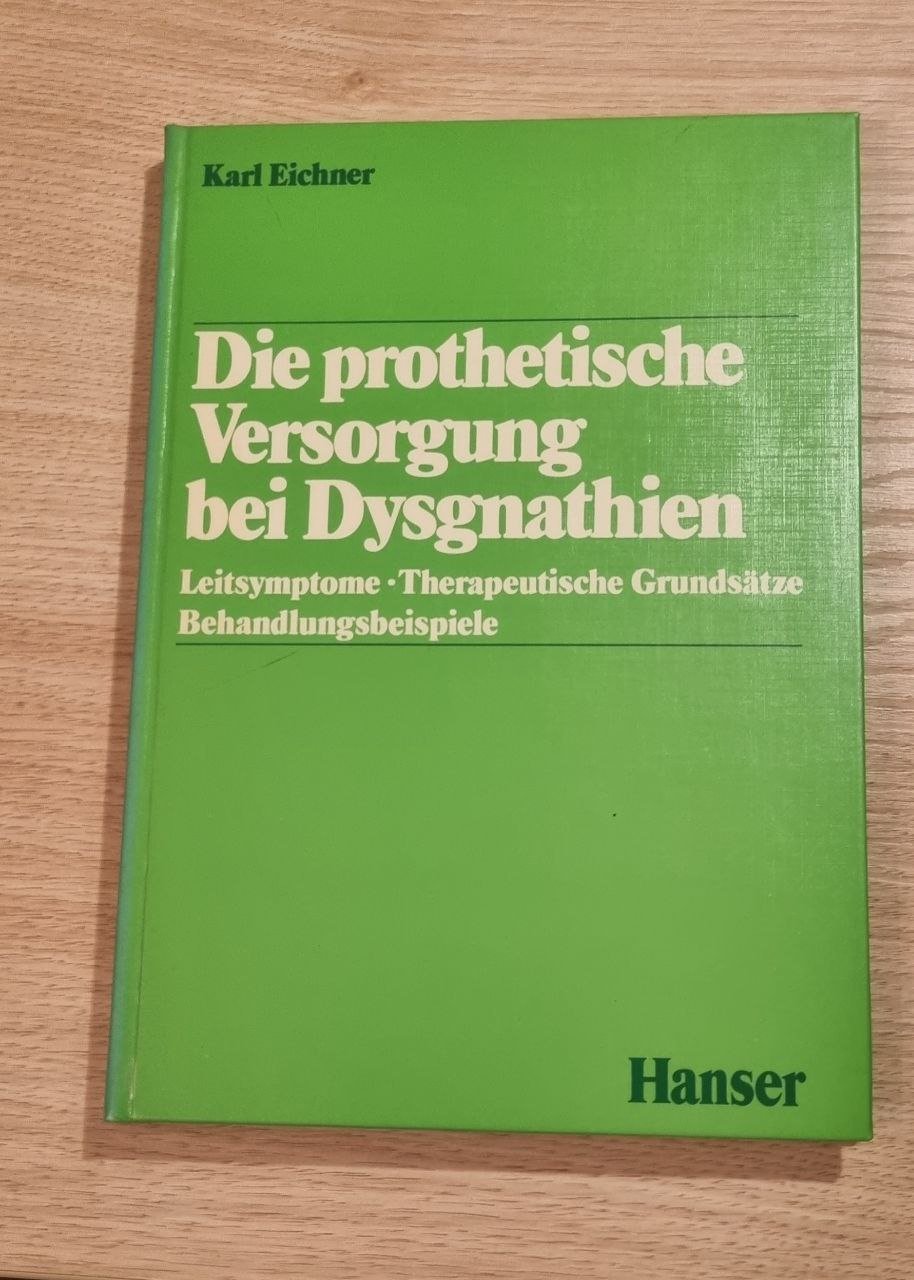 Karl Eichner
Die prothetische
Versorgung
bei Dysgnathien
Leitsymptome · Therapeutische Grundsätze
Behandlungsbeispiele
Hanser